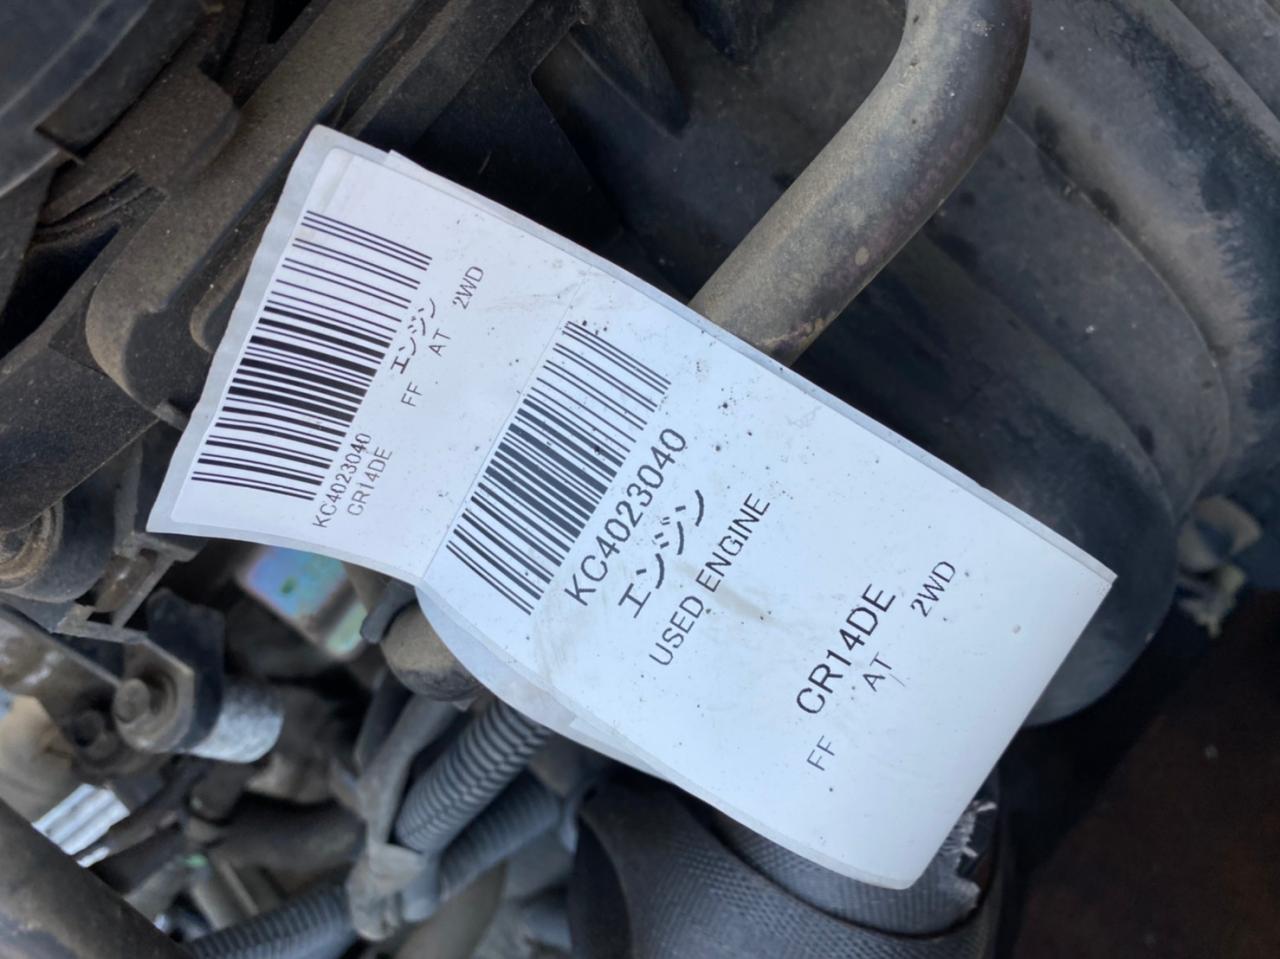 KC4023040
CR14DE
エンジン
FF AT 2WD
KC4023040
エンジン
USED ENGINE
CR14DE
FF AT 2WD